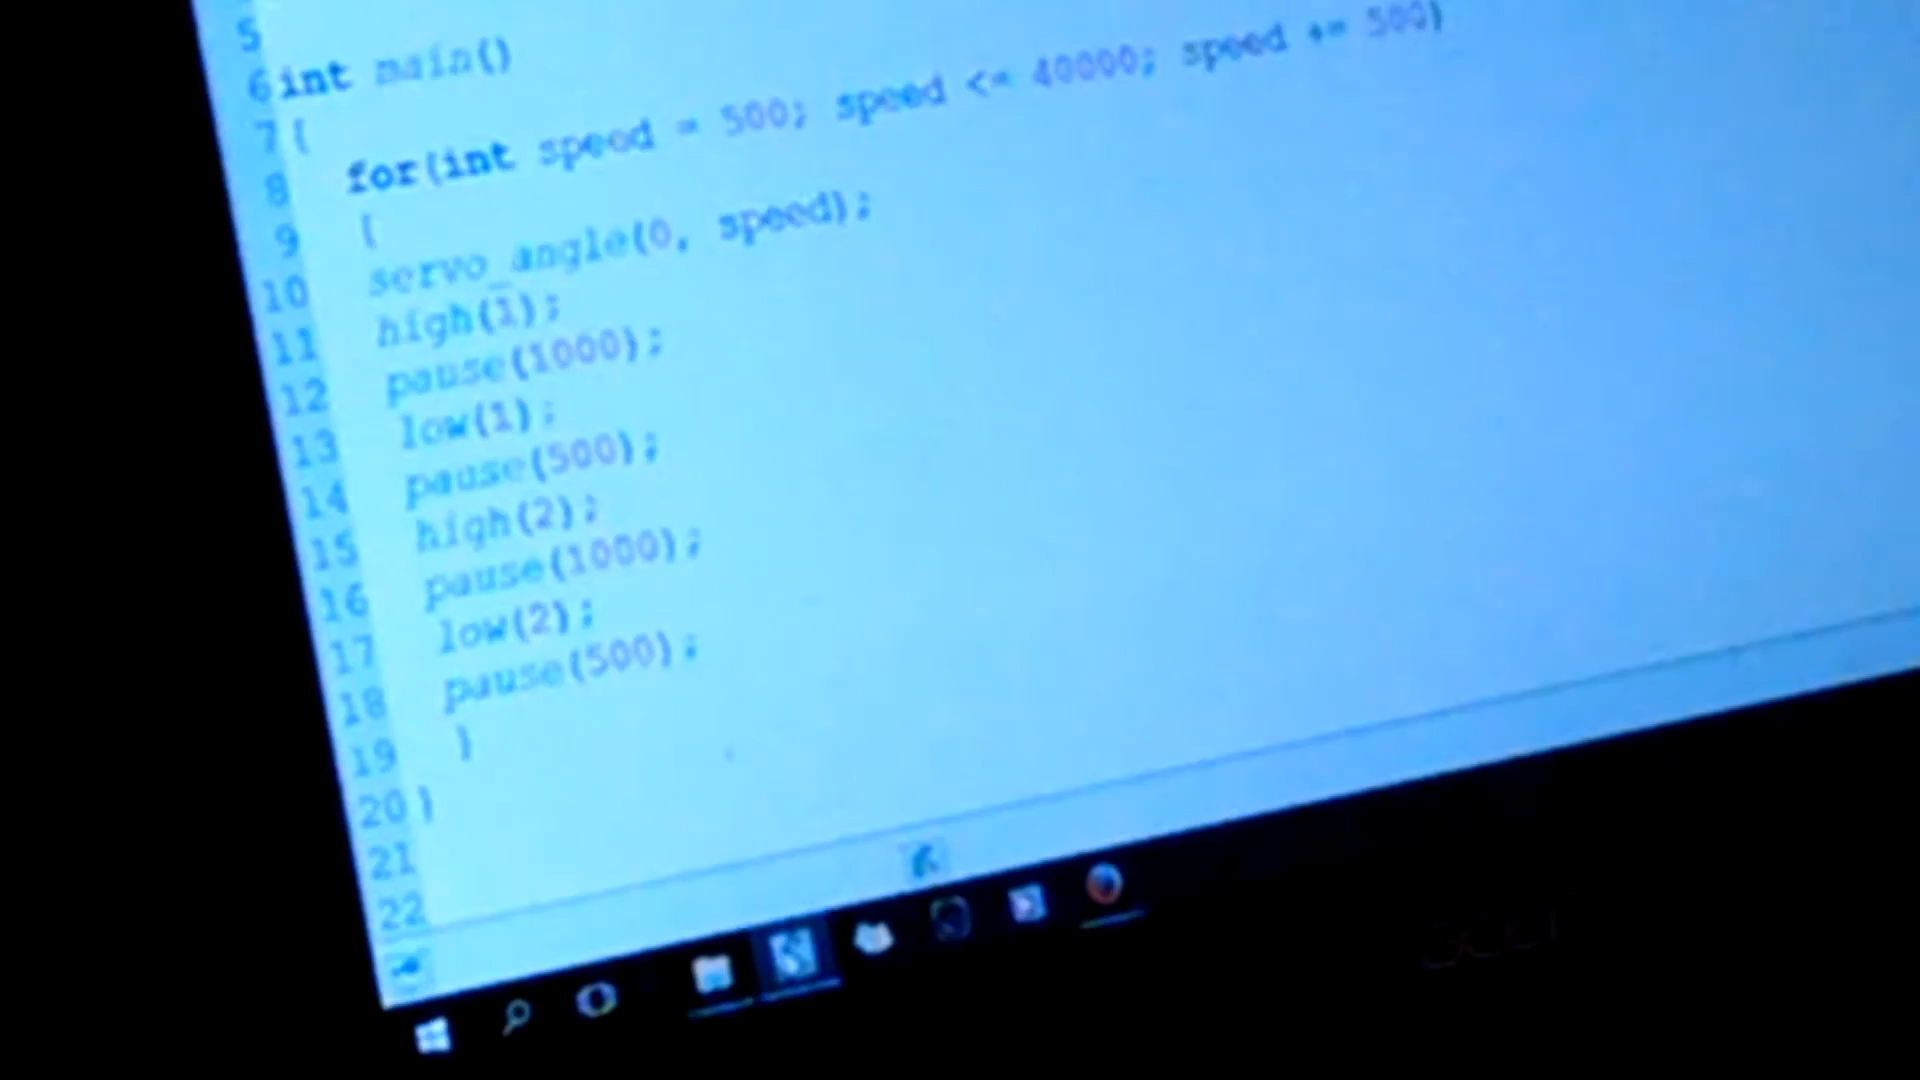 5
6 int main()
7 {
8 for(int speed = 500; speed <= 40000; speed += 500)
9 {
10 servo_angle(0, speed);
11 high(1);
12 pause(1000);
13 low(1);
14 pause(500);
15 high(2);
16 pause(1000);
17 low(2);
18 pause(500);
19 }
20 }
21
22
acer